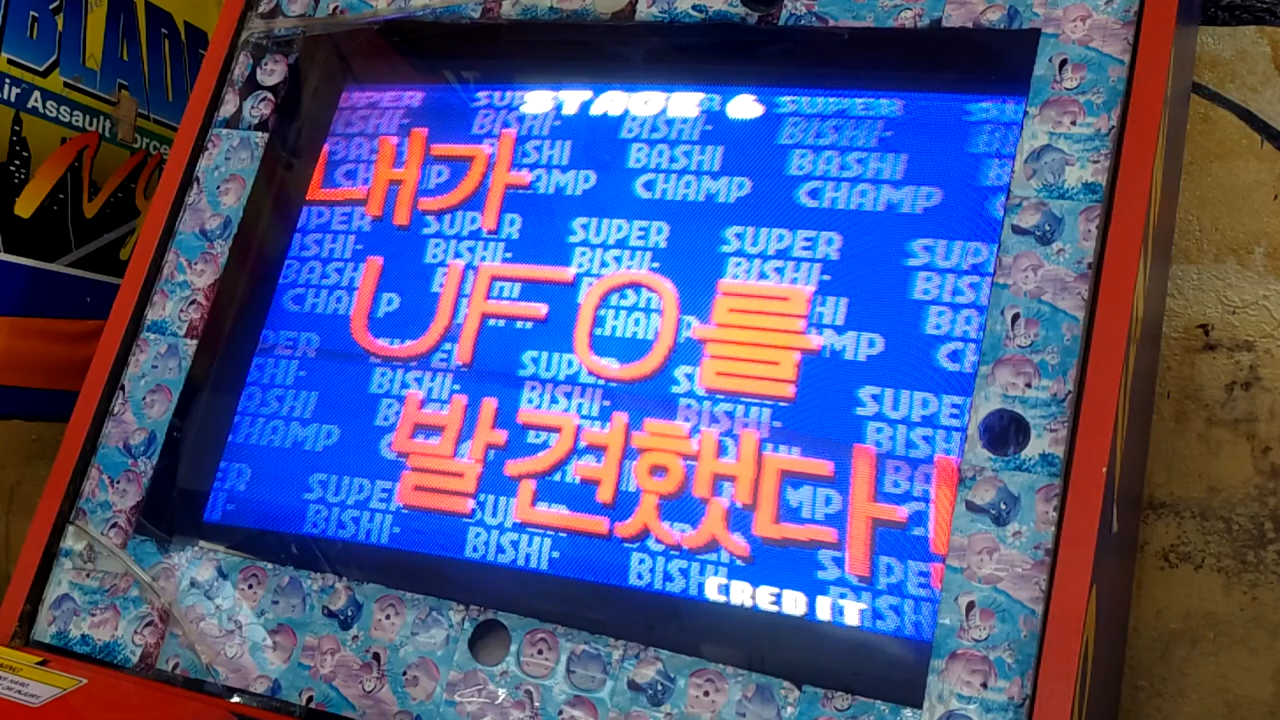 STAGE 6
내가
UFO를
발견했다!
CREDIT
SUPER
BISHI-
BASHI
CHAMP
BLADE
Air Assault Force